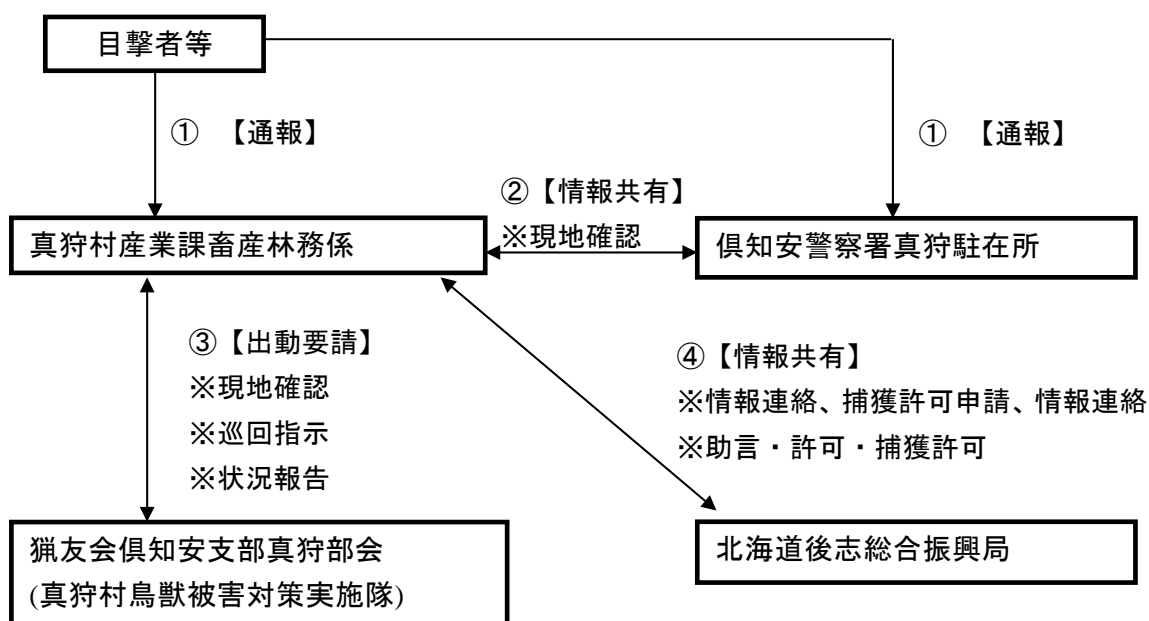 目撃者等
① 【通報】
① 【通報】
②【情報共有】
※現地確認
真狩村産業課畜産林務係
倶知安警察署真狩駐在所
③【出動要請】
※現地確認
※巡回指示
※状況報告
④【情報共有】
※情報連絡、捕獲許可申請、情報連絡
※助言・許可・捕獲許可
猟友会倶知安支部真狩部会
(真狩村鳥獣被害対策実施隊)
北海道後志総合振興局